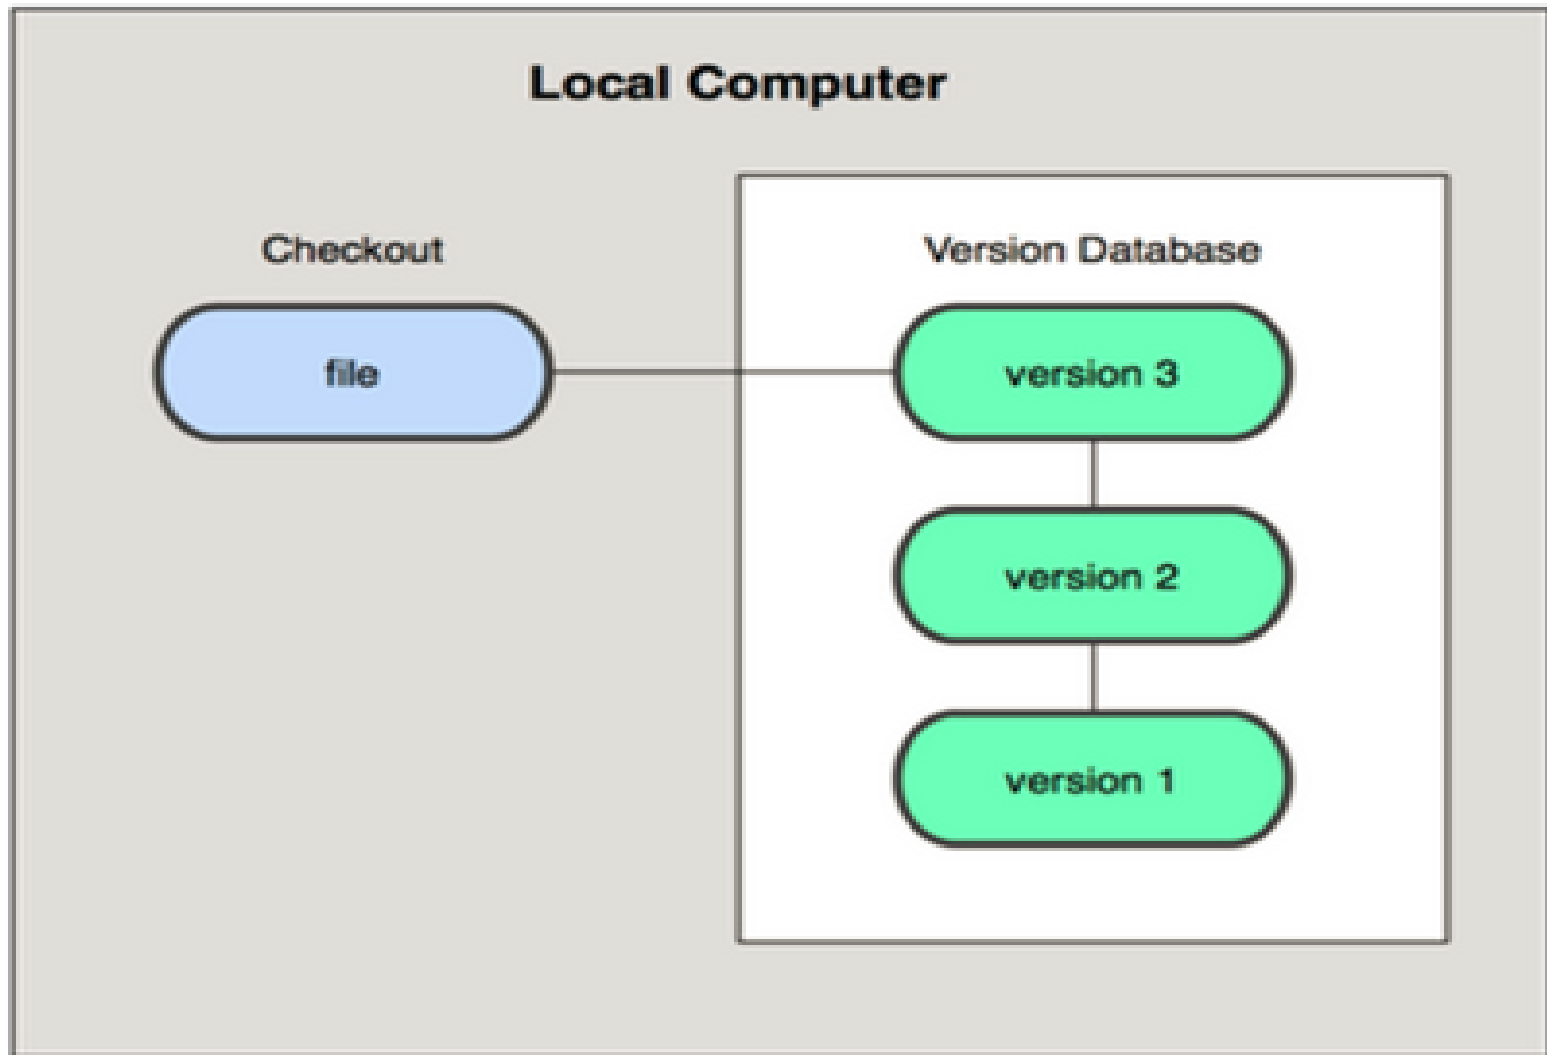 Local Computer
Checkout
Version Database
file
version 3
version 2
version 1